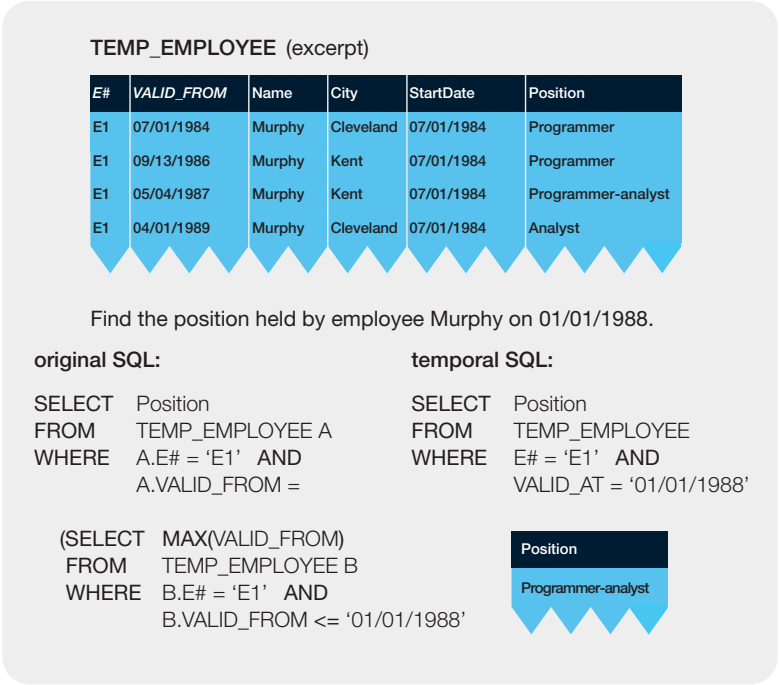 TEMP_EMPLOYEE (excerpt)
E# VALID_FROM Name City StartDate Position
E1 07/01/1984 Murphy Cleveland 07/01/1984 Programmer
E1 09/13/1986 Murphy Kent 07/01/1984 Programmer
E1 05/04/1987 Murphy Kent 07/01/1984 Programmer-analyst
E1 04/01/1989 Murphy Cleveland 07/01/1984 Analyst
Find the position held by employee Murphy on 01/01/1988.
original SQL:
SELECT Position
FROM TEMP_EMPLOYEE A
WHERE A.E# = ‘E1’ AND
A.VALID_FROM =
(SELECT MAX(VALID_FROM)
FROM TEMP_EMPLOYEE B
WHERE B.E# = ‘E1’ AND
B.VALID_FROM <= ‘01/01/1988’
temporal SQL:
SELECT Position
FROM TEMP_EMPLOYEE
WHERE E# = ‘E1’ AND
VALID_AT = ‘01/01/1988’
Position
Programmer-analyst